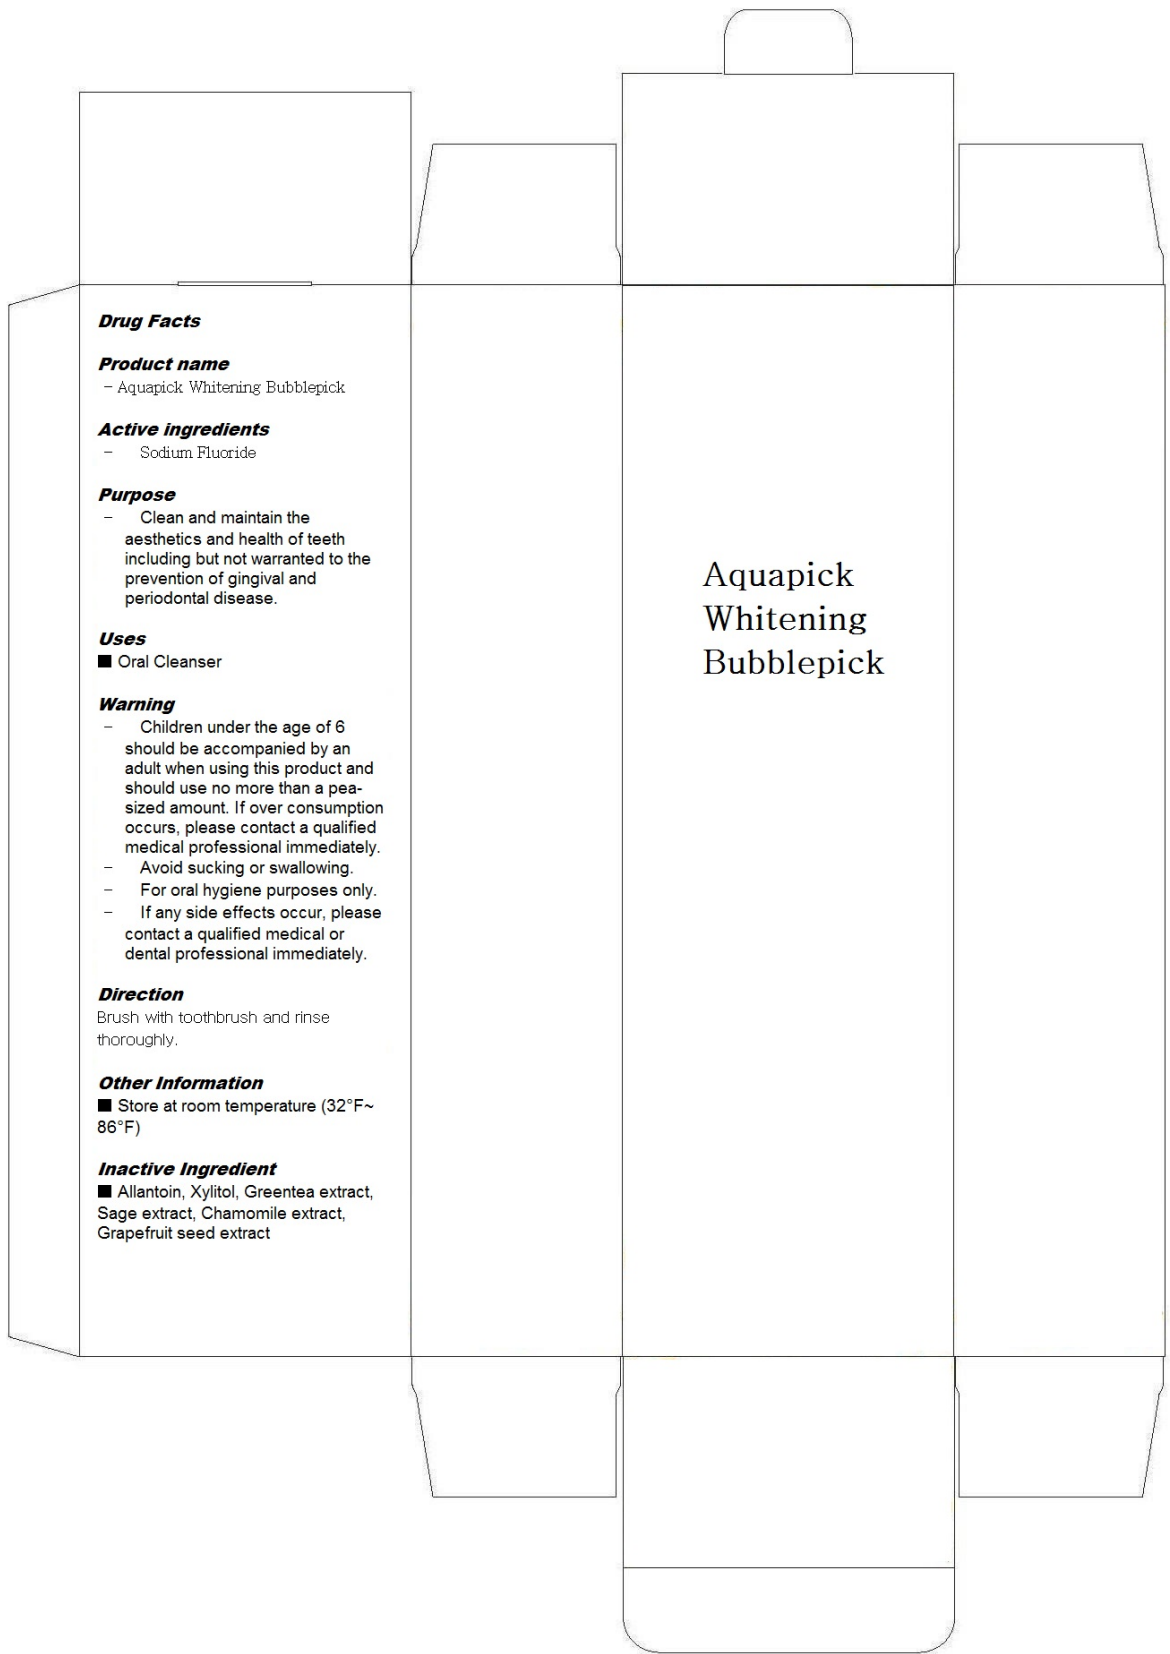 Drug Facts
Product name
- Aquapick Whitening Bubblepick
Active ingredients
- Sodium Fluoride
Purpose
- Clean and maintain the
aesthetics and health of teeth
including but not warranted to the
prevention of gingival and
periodontal disease.
Uses
■ Oral Cleanser
Warning
- Children under the age of 6
should be accompanied by an
adult when using this product and
should use no more than a pea-
sized amount. If over consumption
occurs, please contact a qualified
medical professional immediately.
- Avoid sucking or swallowing.
- For oral hygiene purposes only.
- If any side effects occur, please
contact a qualified medical or
dental professional immediately.
Direction
Brush with toothbrush and rinse
thoroughly.
Other Information
■ Store at room temperature (32°F~
86°F)
Inactive Ingredient
■ Allantoin, Xylitol, Greentea extract,
Sage extract, Chamomile extract,
Grapefruit seed extract
Aquapick
Whitening
Bubblepick